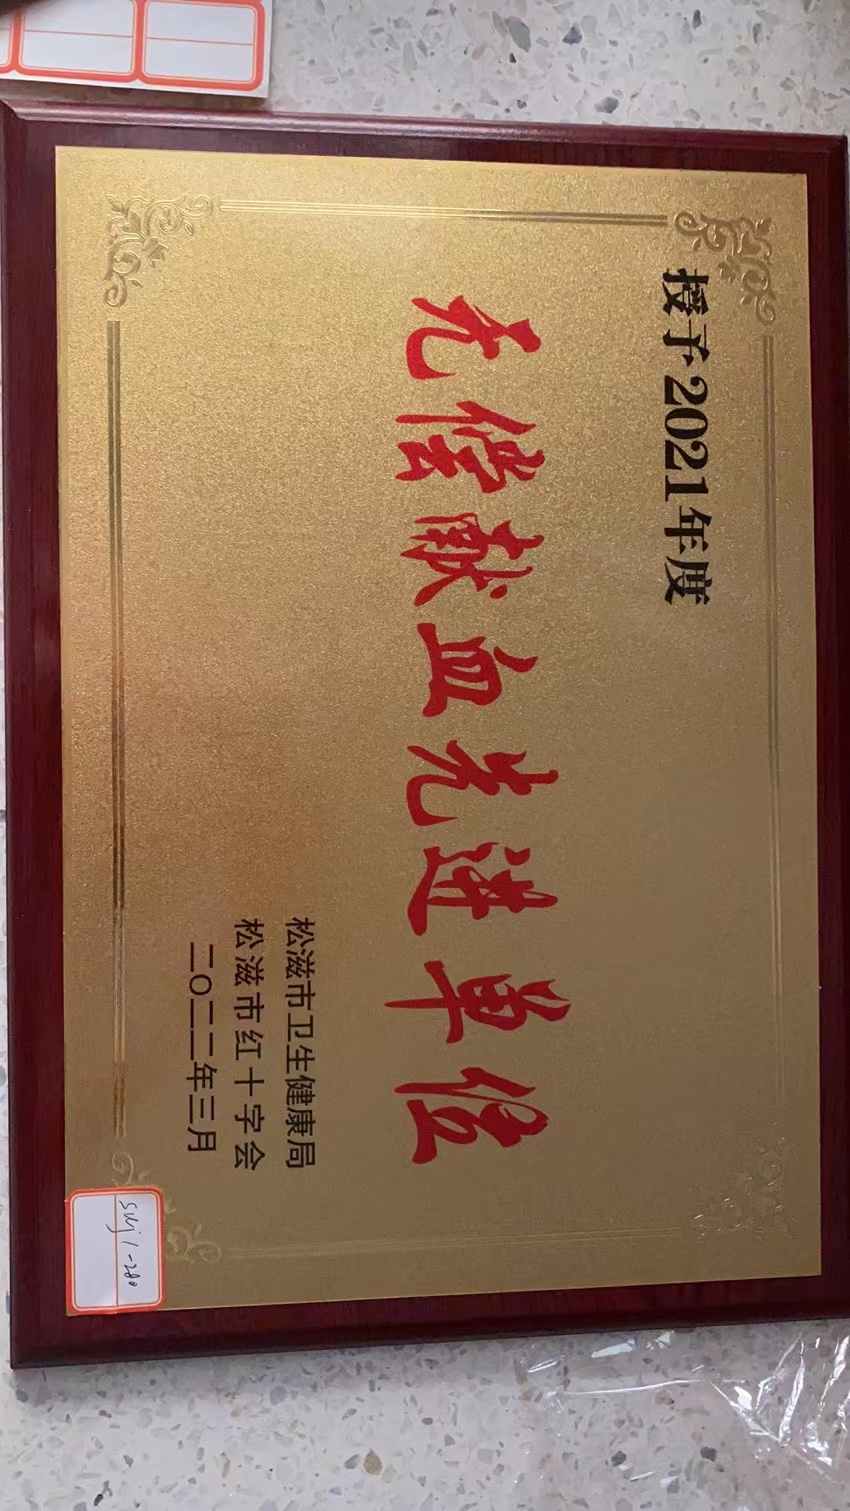 授予2021年度
无偿献血先进单位
松滋市卫生健康局
松滋市红十字会
二〇二二年三月